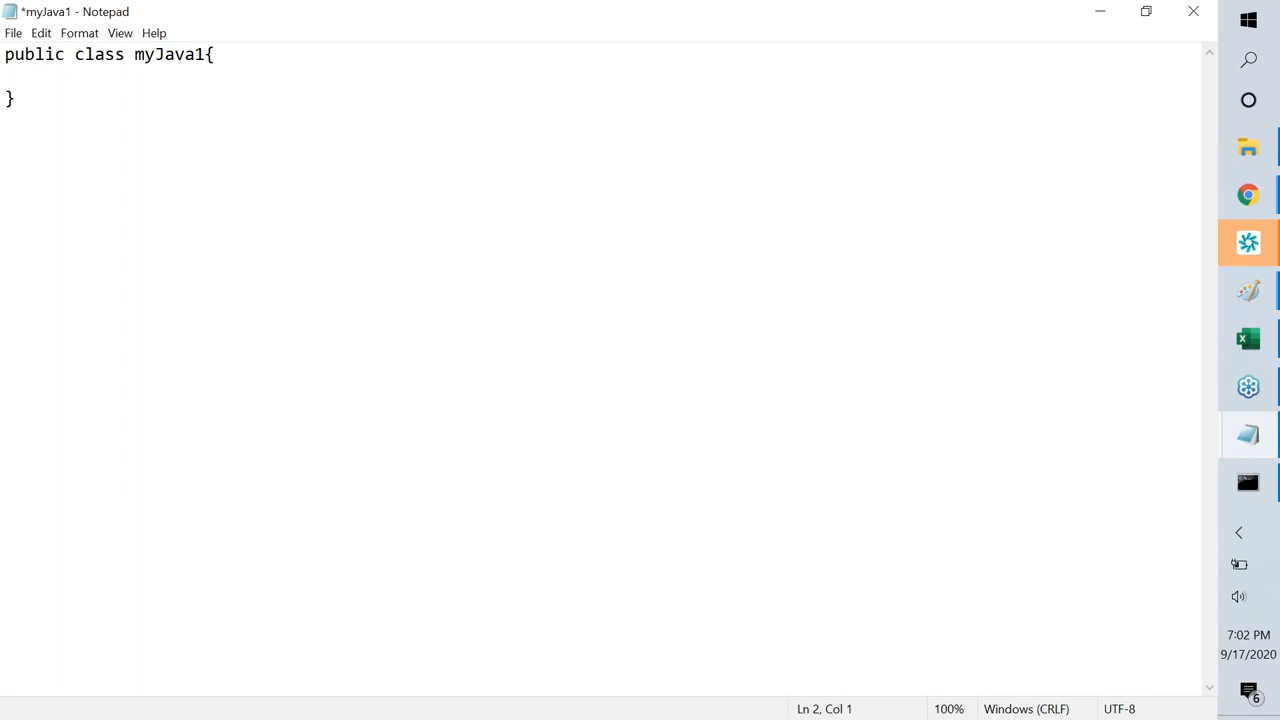 *myJava1 - Notepad
File Edit Format View Help
public class myJava1{
}
7:02 PM
9/17/2020
6
Ln 2, Col 1 100% Windows (CRLF) UTF-8